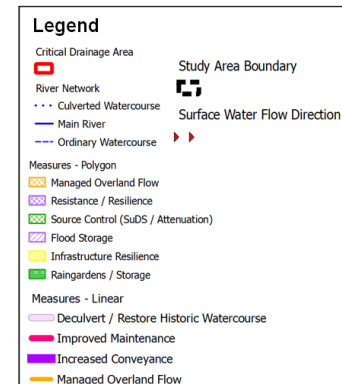 Legend
Critical Drainage Area
Study Area Boundary
River Network
Culverted Watercourse
Surface Water Flow Direction
Main River
Ordinary Watercourse
Measures - Polygon
Managed Overland Flow
Resistance / Resilience
Source Control (SuDS / Attenuation)
Flood Storage
Infrastructure Resilience
Raingardens / Storage
Measures - Linear
Deculvert / Restore Historic Watercourse
Improved Maintenance
Increased Conveyance
Managed Overland Flow